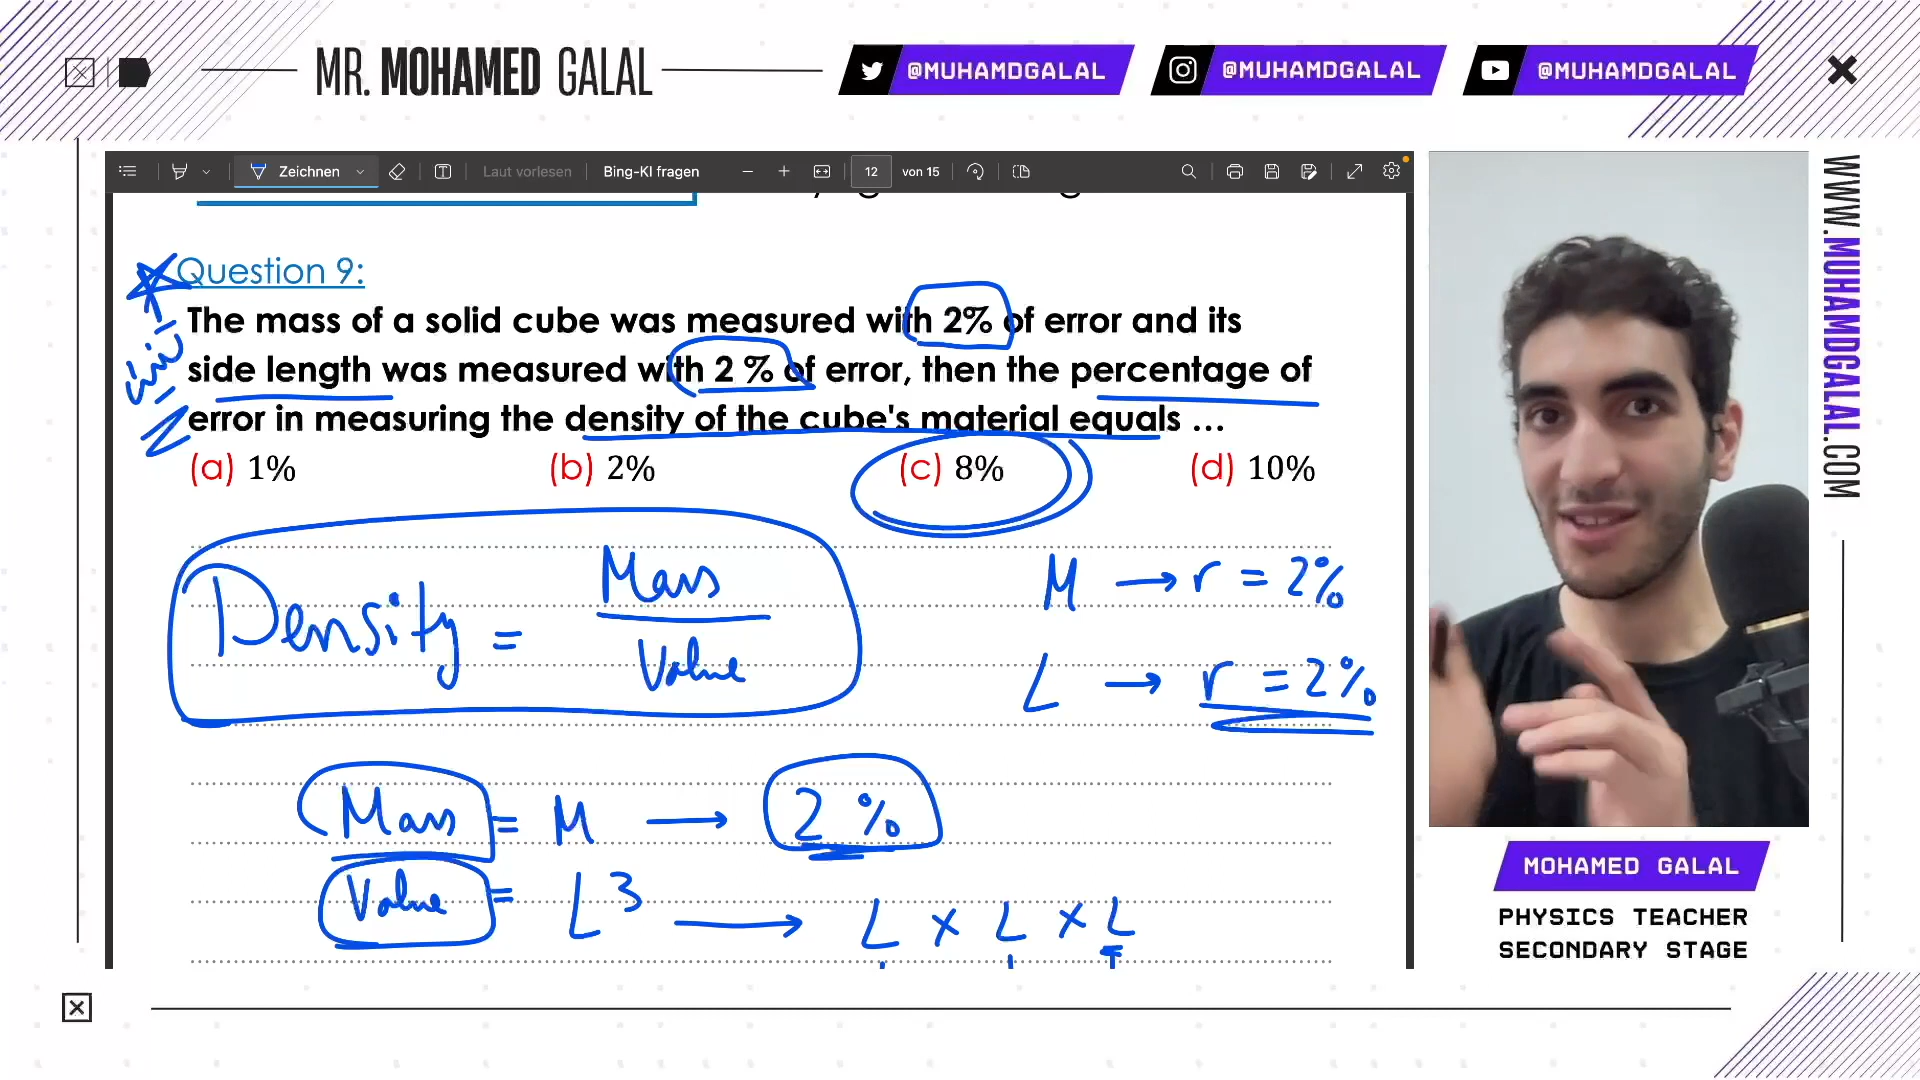 MR. MOHAMED GALAL
@MUHAMDGALAL
@MUHAMDGALAL
@MUHAMDGALAL
Zeichnen
Laut vorlesen
Bing-KI fragen
12
von 15
Question 9:
The mass of a solid cube was measured with 2% of error and its
side length was measured with 2 % of error, then the percentage of
error in measuring the density of the cube's material equals ...
(a) 1% (b) 2% (c) 8% (d) 10%
Density = Mass / Volume
M → r = 2%
L → r = 2%
Mass = M → 2 %
Volume = L³ → L × L × L
WWW.MUHAMDGALAL.COM
MOHAMED GALAL
PHYSICS TEACHER
SECONDARY STAGE